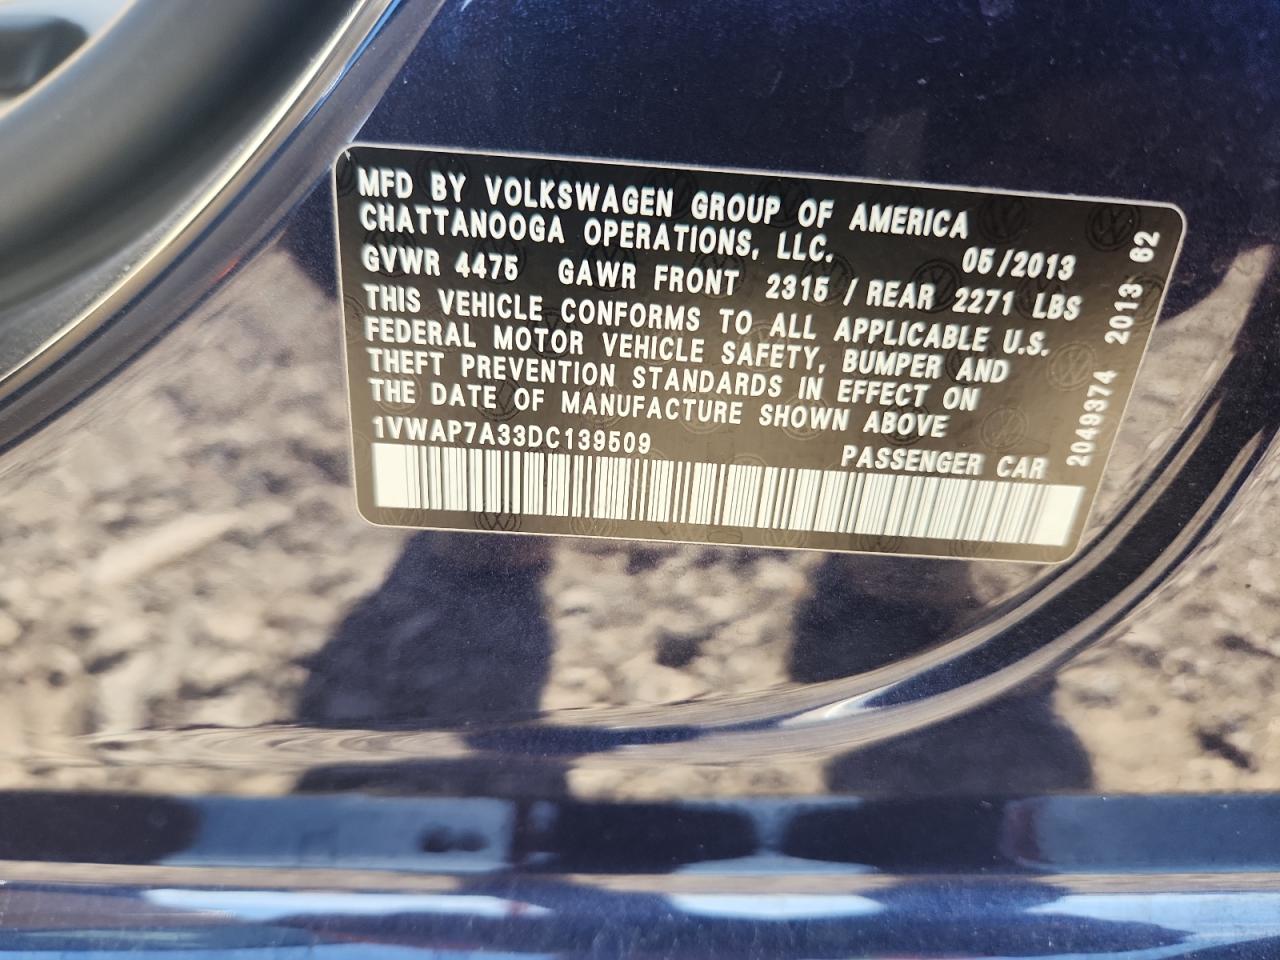 MFD BY VOLKSWAGEN GROUP OF AMERICA
CHATTANOOGA OPERATIONS, LLC.
05/2013
GVWR 4475 GAWR FRONT 2315 / REAR 2271 LBS
THIS VEHICLE CONFORMS TO ALL APPLICABLE U.S.
FEDERAL MOTOR VEHICLE SAFETY, BUMPER AND
THEFT PREVENTION STANDARDS IN EFFECT ON
THE DATE OF MANUFACTURE SHOWN ABOVE
1VWAP7A33DC139509
PASSENGER CAR
2049374 2013 62